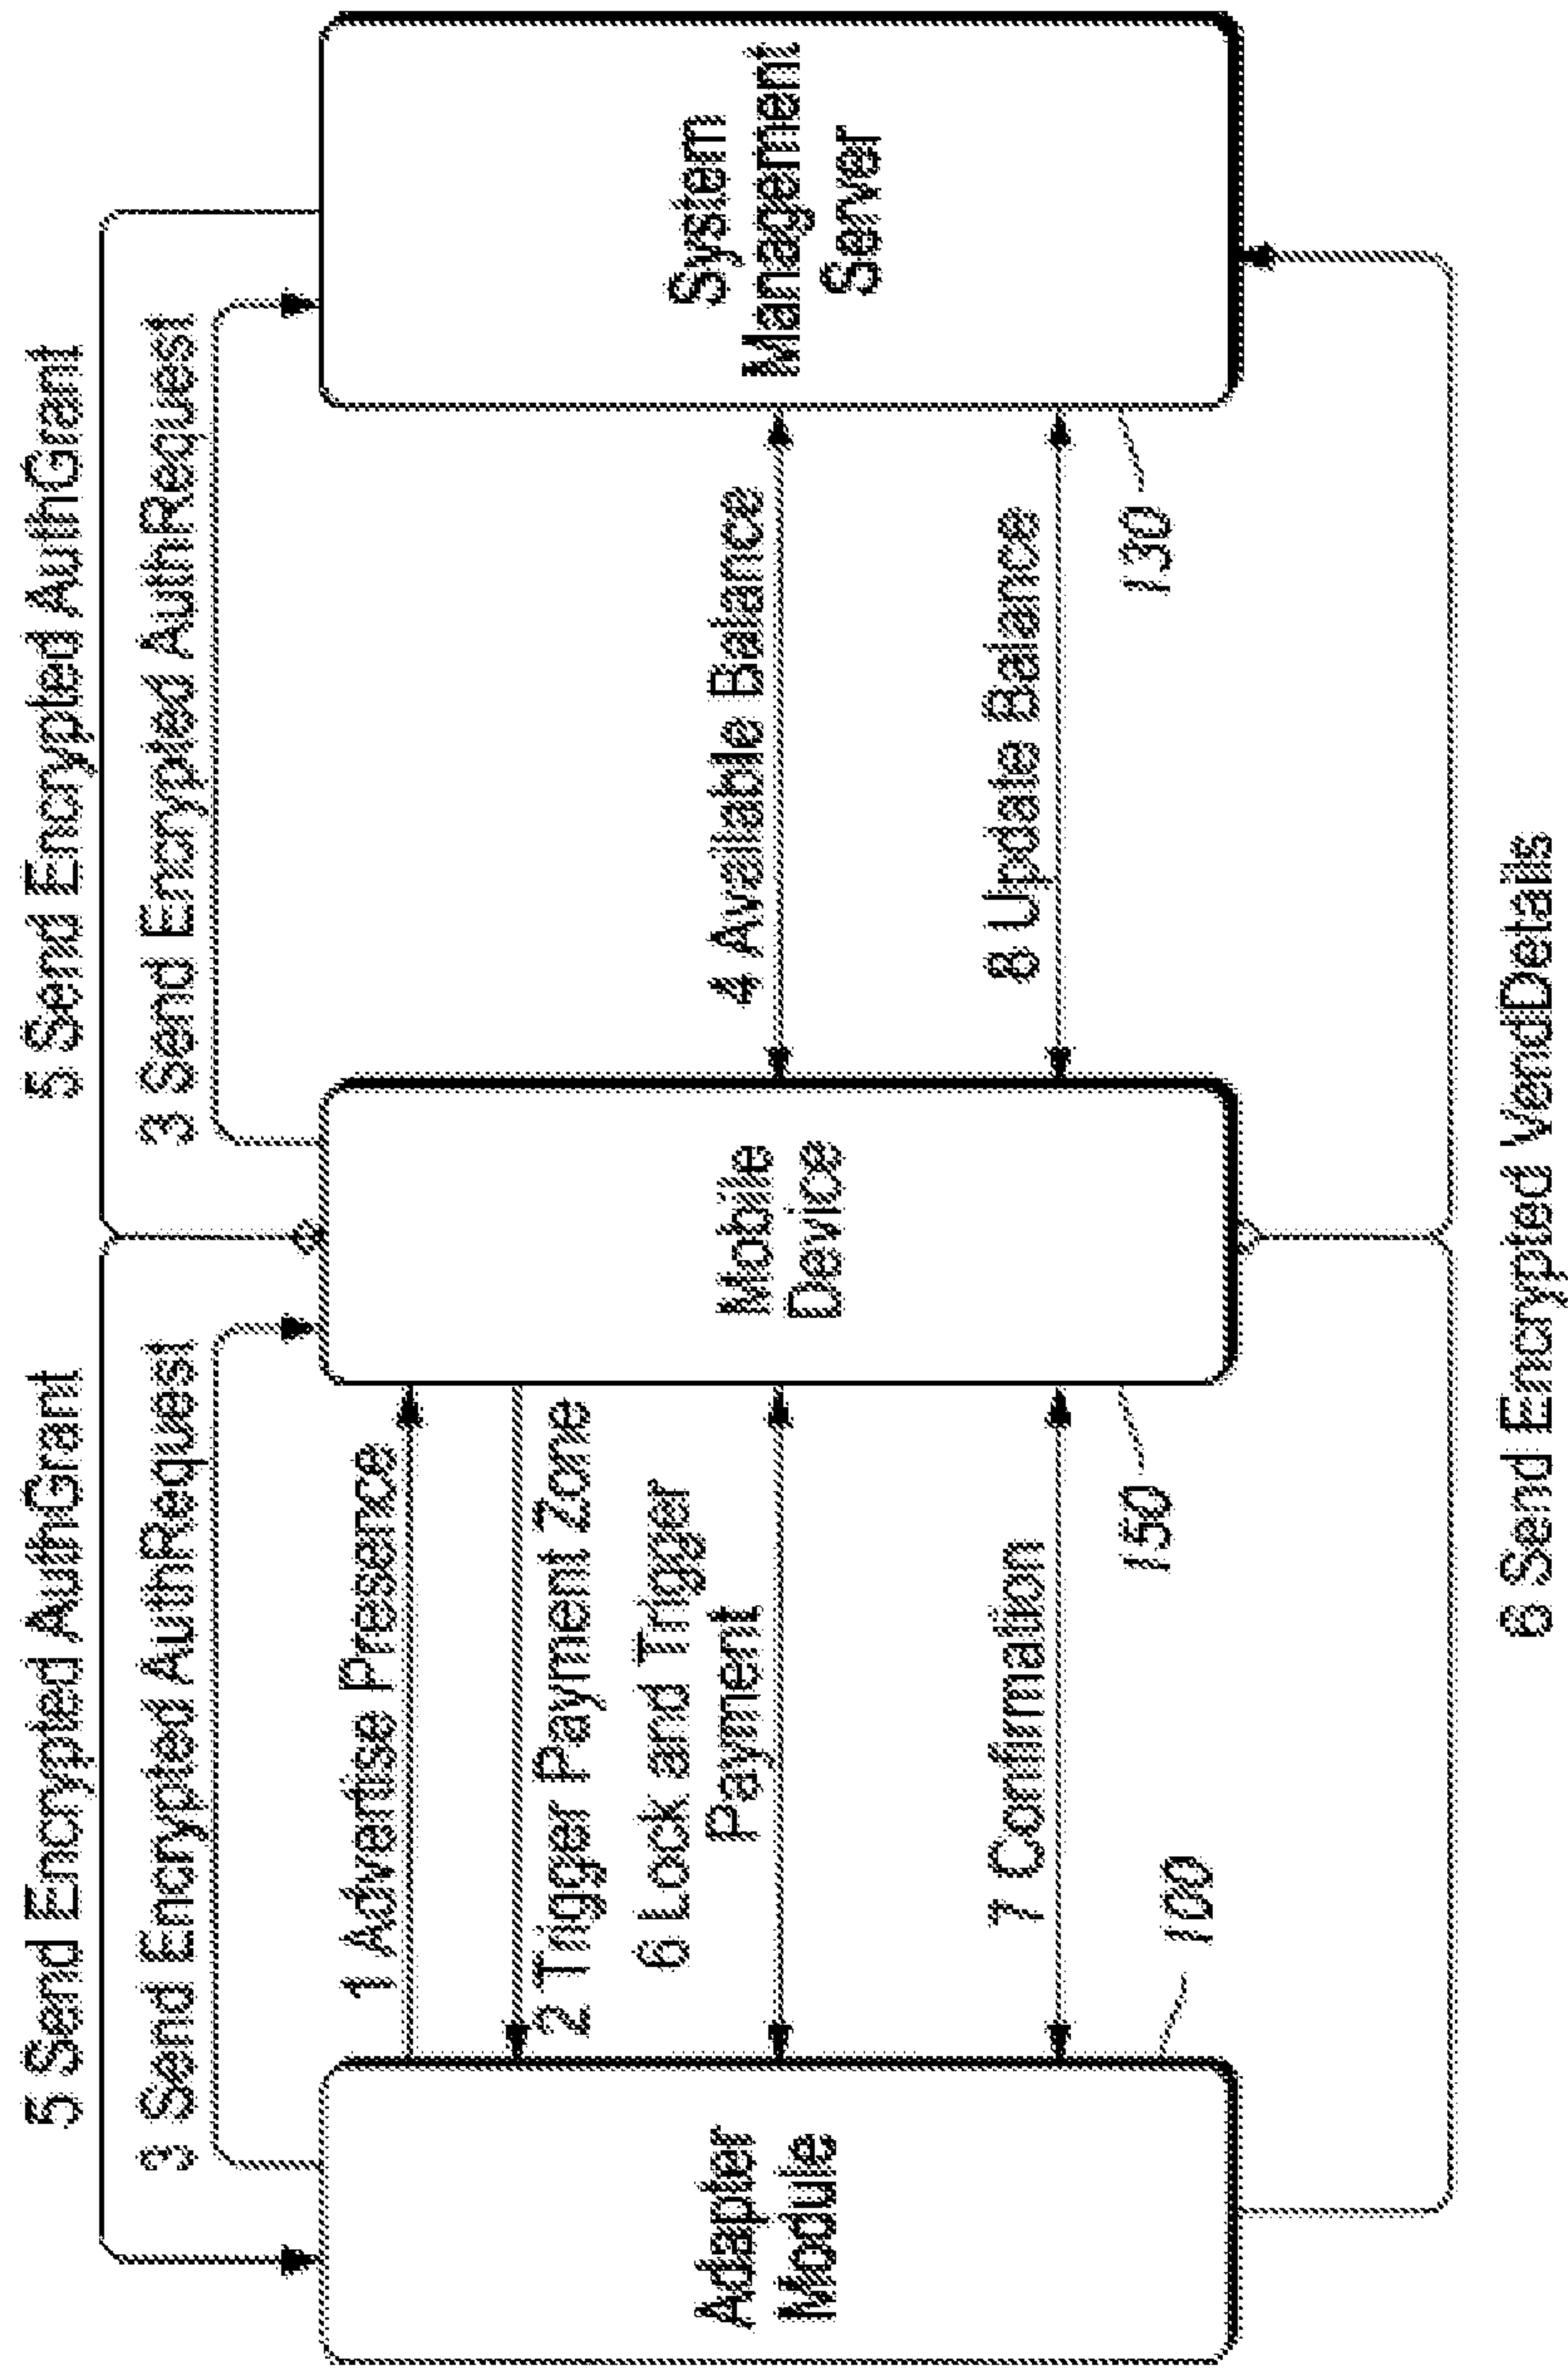 5 Send Encrypted AuthGrant
5 Send Encrypted AuthGrant
3 Send Encrypted AuthRequest
3 Send Encrypted AuthRequest
1 Advertise Presence
2 Trigger Payment Zone
6 Lock and Trigger
Payment
7 Confirmation
4 Available Balance
8 Update Balance
Adapter
Module
Mobile
Device
System
Management
Server
100
150
130
6 Send Encrypted VendDetails